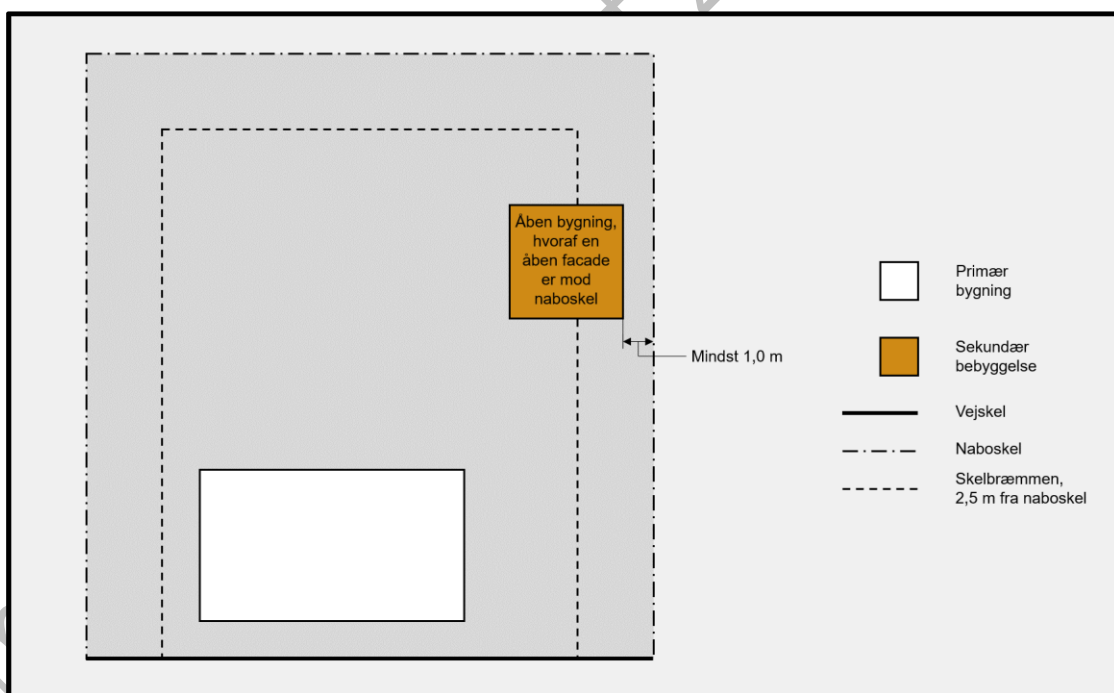 Åben bygning,
hvoraf en
åben facade
er mod
naboskel
Mindst 1,0 m
Primær
bygning
Sekundær
bebyggelse
Vejskel
Naboskel
Skelbræmmen,
2,5 m fra naboskel